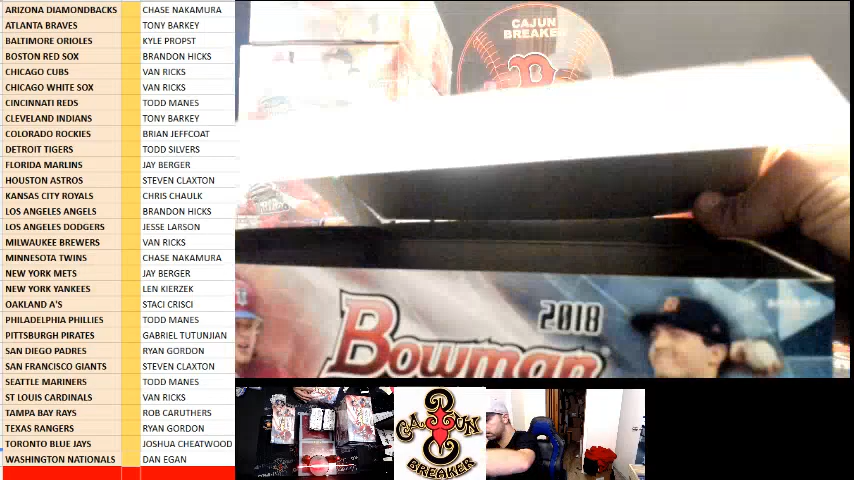 ARIZONA DIAMONDBACKS CHASE NAKAMURA
ATLANTA BRAVES TONY BARKEY
BALTIMORE ORIOLES KYLE PROPST
BOSTON RED SOX BRANDON HICKS
CHICAGO CUBS VAN RICKS
CHICAGO WHITE SOX VAN RICKS
CINCINNATI REDS TODD MANES
CLEVELAND INDIANS TONY BARKEY
COLORADO ROCKIES BRIAN JEFFCOAT
DETROIT TIGERS TODD SILVERS
FLORIDA MARLINS JAY BERGER
HOUSTON ASTROS STEVEN CLAXTON
KANSAS CITY ROYALS CHRIS CHAULK
LOS ANGELES ANGELS BRANDON HICKS
LOS ANGELES DODGERS JESSE LARSON
MILWAUKEE BREWERS VAN RICKS
MINNESOTA TWINS CHASE NAKAMURA
NEW YORK METS JAY BERGER
NEW YORK YANKEES LEN KIERZEK
OAKLAND A'S STACI CRISCI
PHILADELPHIA PHILLIES TODD MANES
PITTSBURGH PIRATES GABRIEL TUTUNJIAN
SAN DIEGO PADRES RYAN GORDON
SAN FRANCISCO GIANTS STEVEN CLAXTON
SEATTLE MARINERS TODD MANES
ST LOUIS CARDINALS VAN RICKS
TAMPA BAY RAYS ROB CARUTHERS
TEXAS RANGERS RYAN GORDON
TORONTO BLUE JAYS JOSHUA CHEATWOOD
WASHINGTON NATIONALS DAN EGAN
CAJUN
BREAKER
2018
Bowman
CAJUN
BREAKER